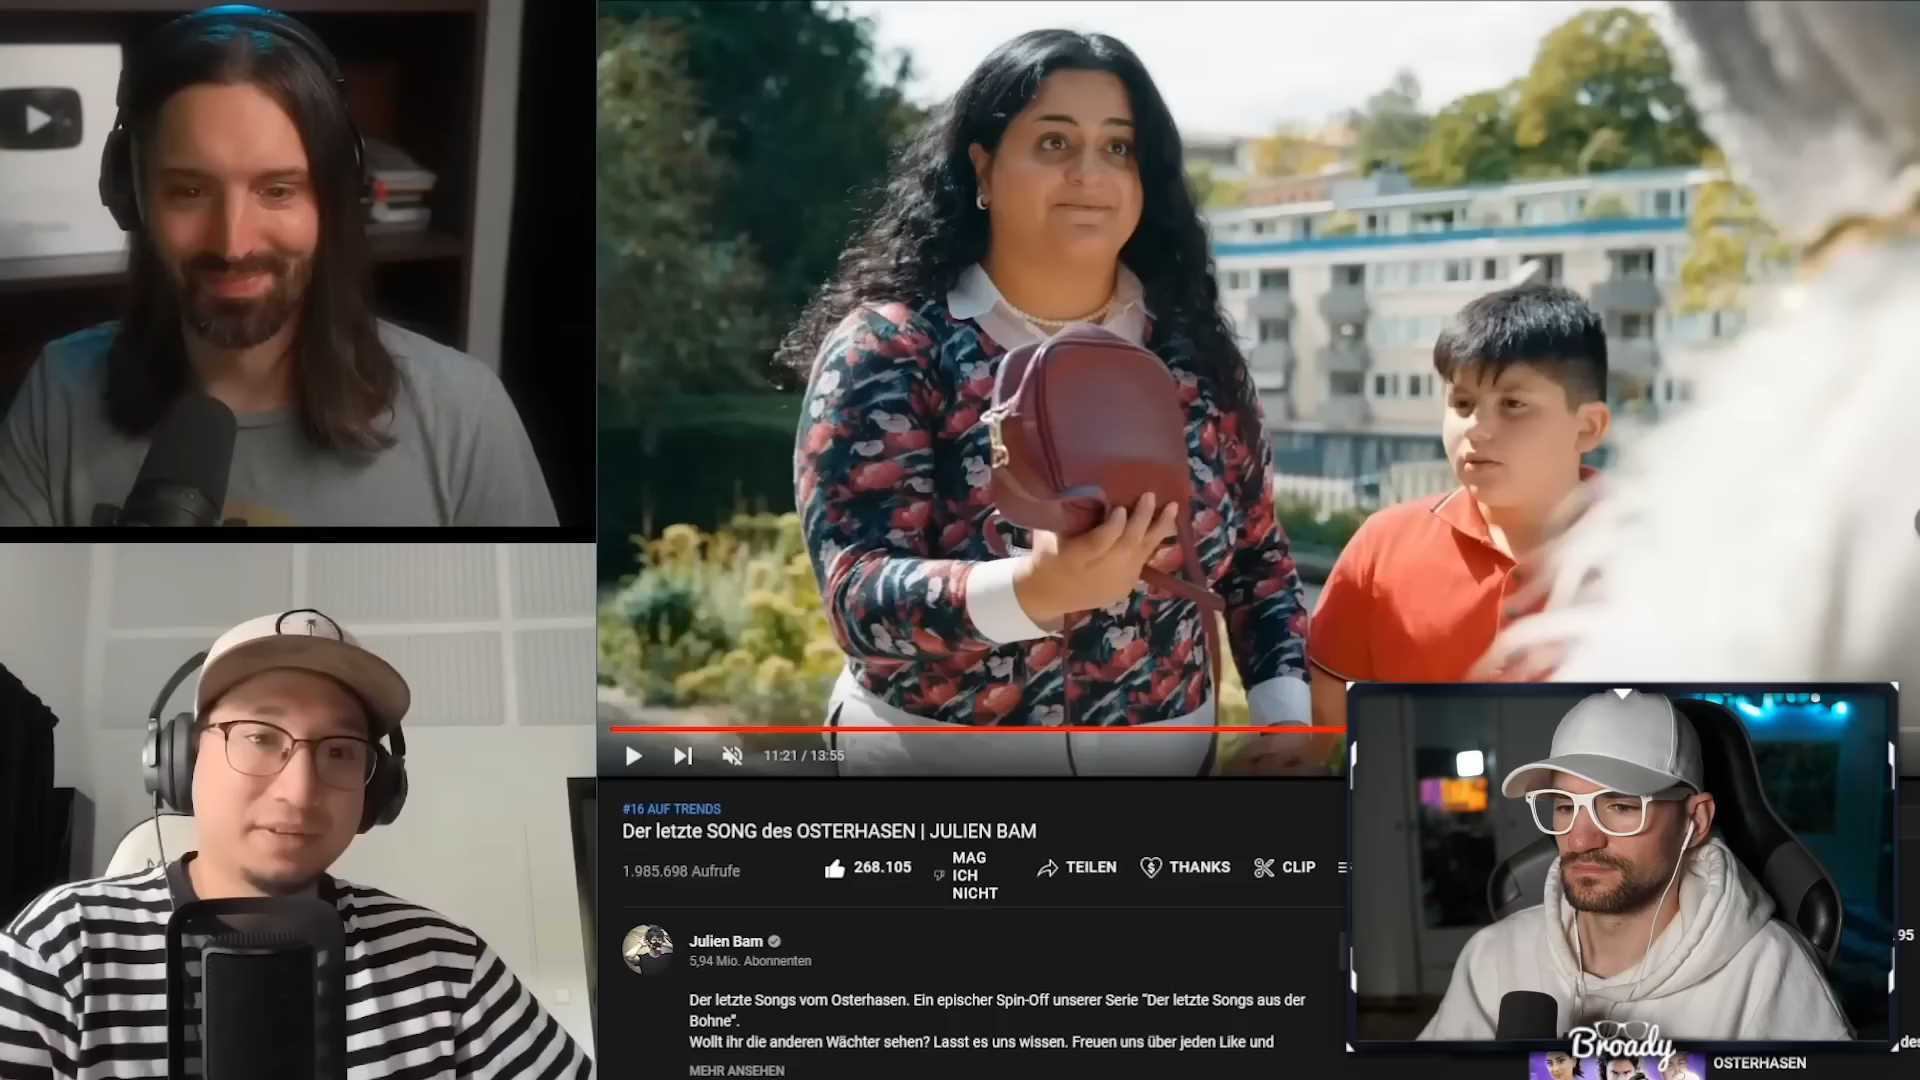 11:21 / 13:55
#16 AUF TRENDS
Der letzte SONG des OSTERHASEN | JULIEN BAM
1.985.698 Aufrufe
268.105
MAG
ICH
NICHT
TEILEN
THANKS
CLIP
Julien Bam
5,94 Mio. Abonnenten
Der letzte Songs vom Osterhasen. Ein epischer Spin-Off unserer Serie "Der letzte Songs aus der
Bohne".
Wollt ihr die anderen Wächter sehen? Lasst es uns wissen. Freuen uns über jeden Like und
MEHR ANSEHEN
Broady
OSTERHASEN